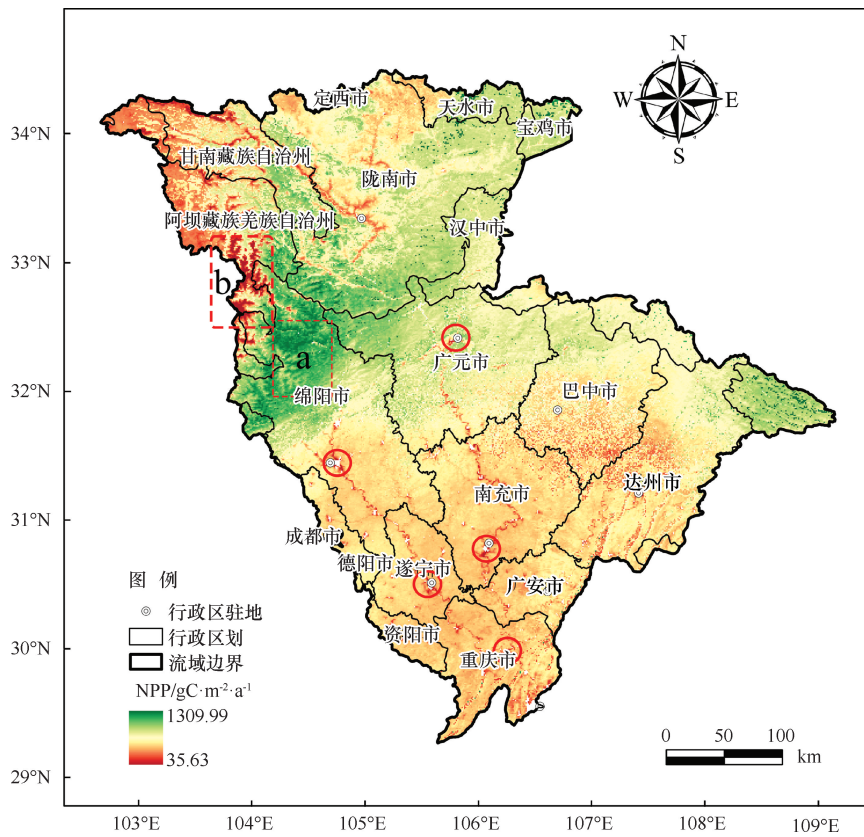 N
W
E
S
34°N
33°N
32°N
31°N
30°N
29°N
定西市
天水市
宝鸡市
甘南藏族自治州
陇南市
阿坝藏族羌族自治州
汉中市
b
a
广元市
绵阳市
巴中市
南充市
达州市
成都市
德阳市
遂宁市
广安市
资阳市
重庆市
图 例
行政区驻地
行政区划
流域边界
NPP/gC·m⁻²·a⁻¹
1309.99
35.63
0 50 100
km
103°E 104°E 105°E 106°E 107°E 108°E 109°E